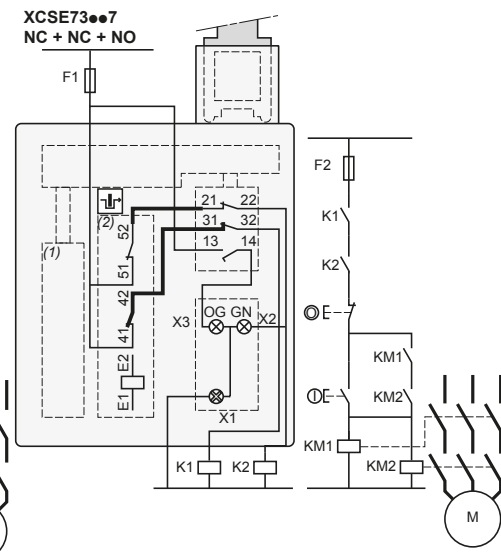 XCSE73●●7
NC + NC + NO
F1
F2
(2)
(1)
52
51
42
41
E2
E1
21 22
31 32
13 14
OG GN
X3
X2
X1
K1
K2
K1
K2
O
I
KM1
KM2
KM1
KM2
M